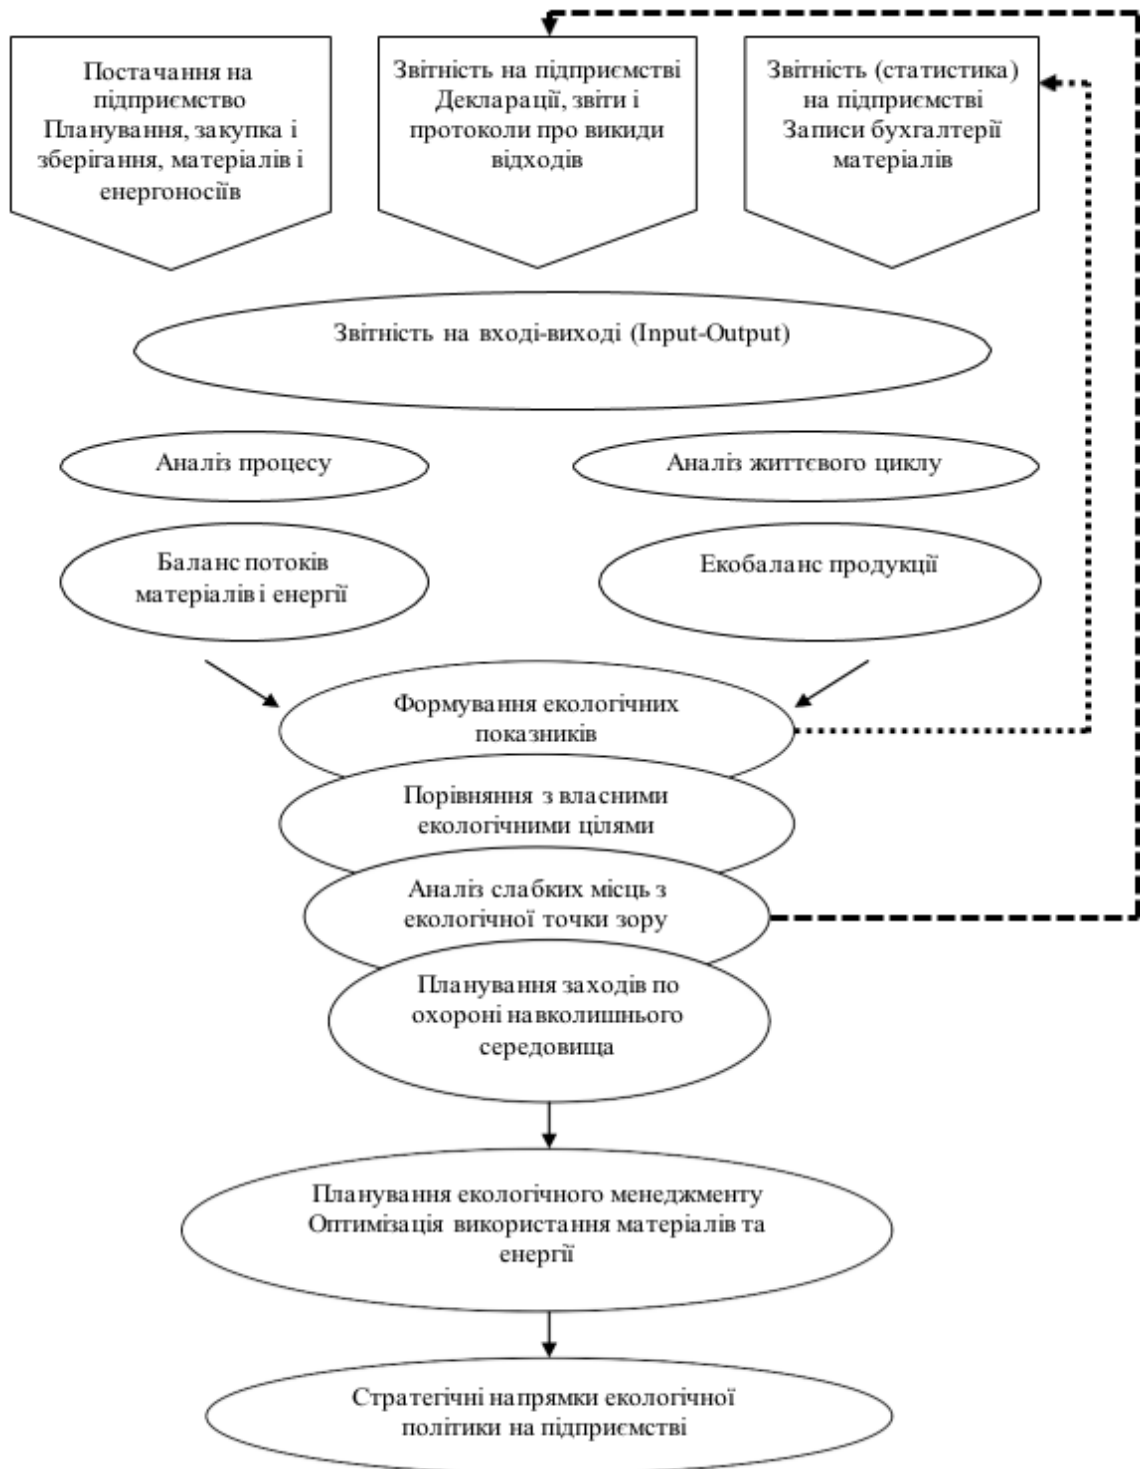 Постачання на
підприємство
Планування, закупка і
зберігання, матеріалів і
енергоносіїв
Звітність на підприємстві
Декларації, звіти і
протоколи про викиди
відходів
Звітність (статистика)
на підприємстві
Записи бухгалтерії
матеріалів
Звітність на вході-виході (Input-Output)
Аналіз процесу
Аналіз життєвого циклу
Баланс потоків
матеріалів і енергії
Екобаланс продукції
Формування екологічних
показників
Порівняння з власними
екологічними цілями
Аналіз слабких місць з
екологічної точки зору
Планування заходів по
охороні навколишнього
середовища
Планування екологічного менеджменту
Оптимізація використання матеріалів та
енергії
Стратегічні напрямки екологічної
політики на підприємстві